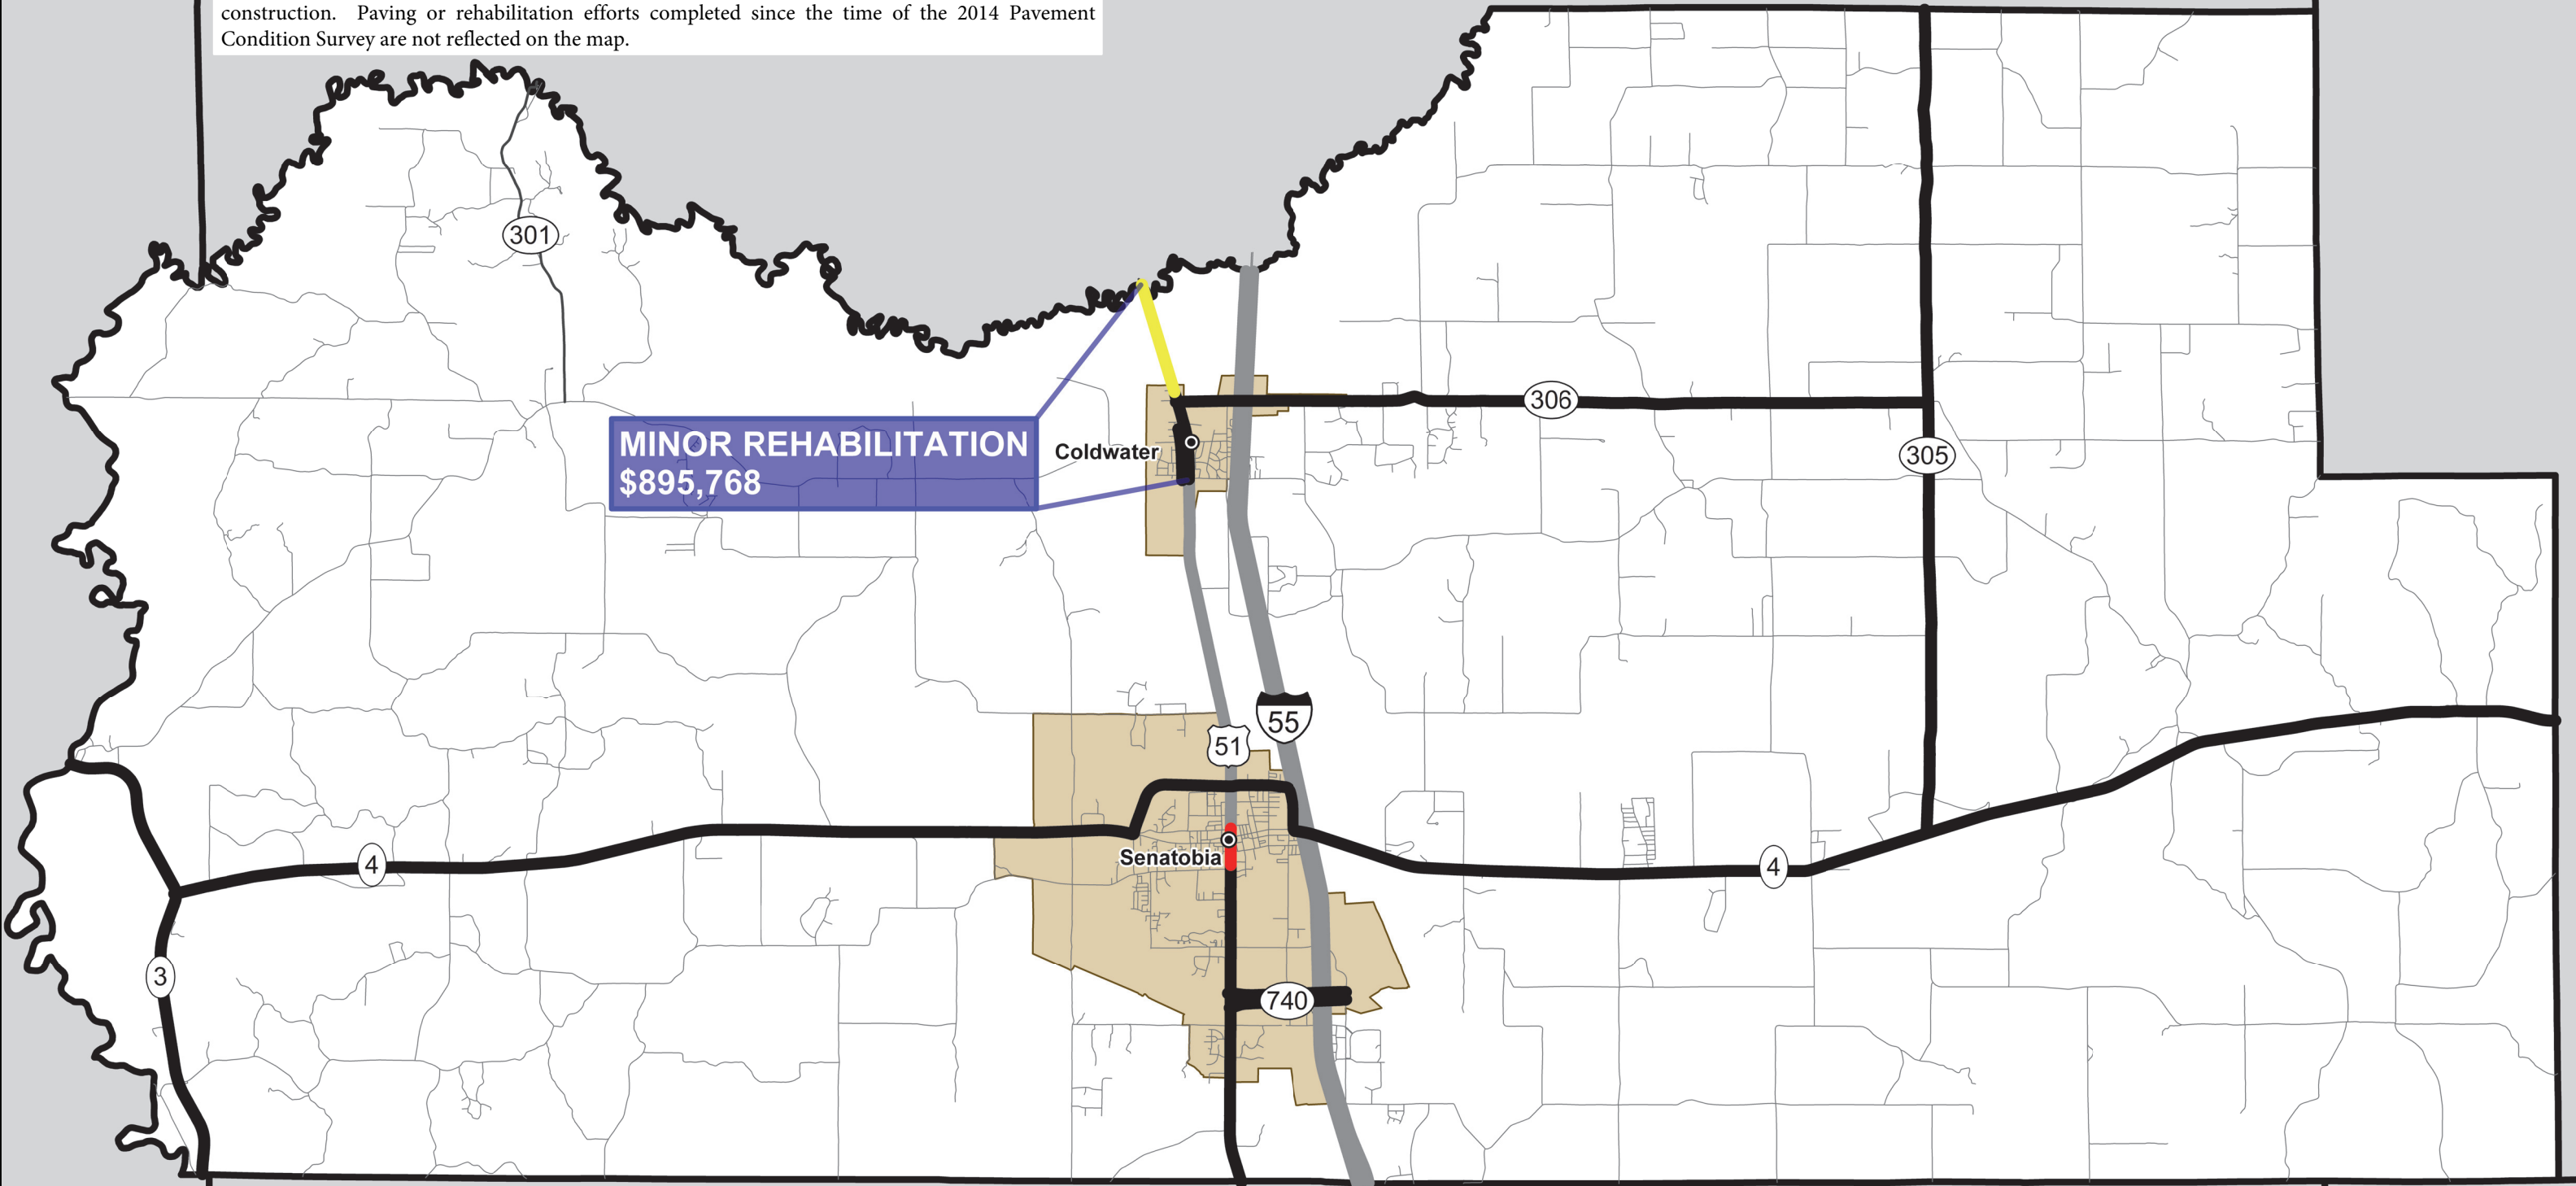 construction. Paving or rehabilitation efforts completed since the time of the 2014 Pavement
Condition Survey are not reflected on the map.
301
306
MINOR REHABILITATION
$895,768
Coldwater
305
55
51
Senatobia
4
4
3
740